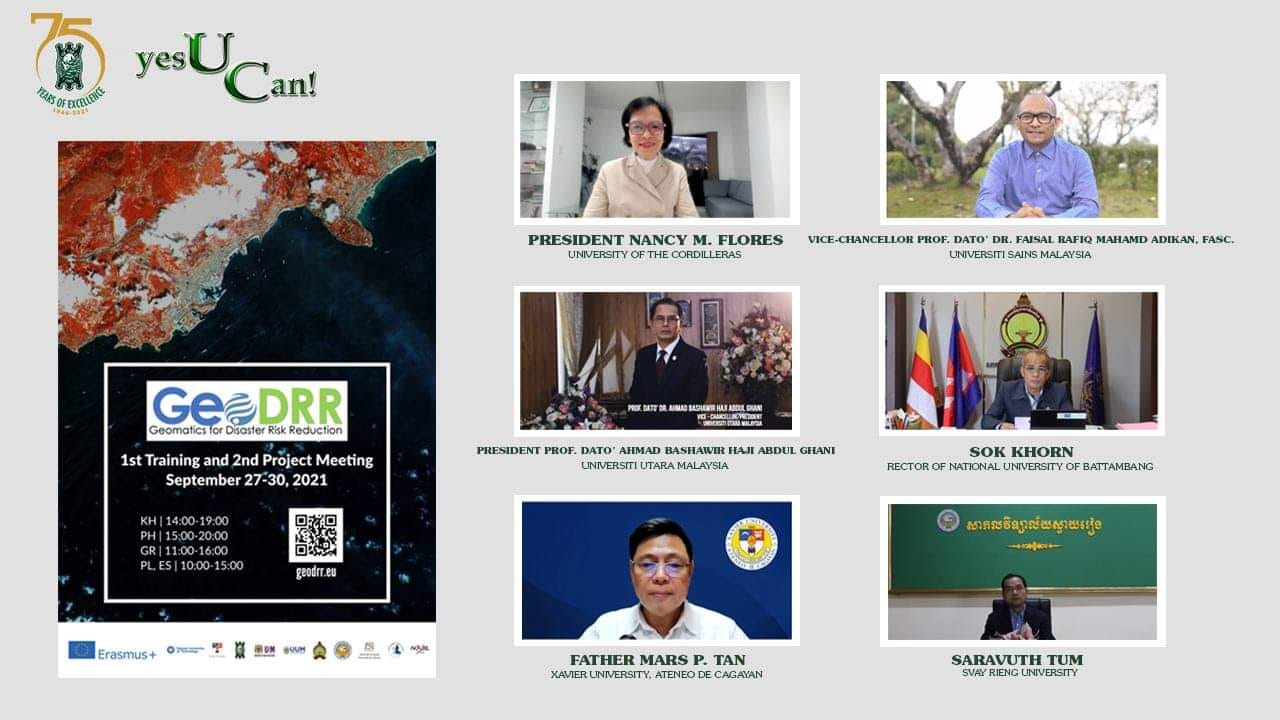 75
YEARS OF EXCELLENCE
1946-2021
yes U Can!
GeoDRR
Geomatics for Disaster Risk Reduction
1st Training and 2nd Project Meeting
September 27-30, 2021
KH | 14:00-19:00
PH | 15:00-20:00
GR | 11:00-16:00
PL, ES | 10:00-15:00
geodrr.eu
Erasmus+
UUM
PRESIDENT NANCY M. FLORES
UNIVERSITY OF THE CORDILLERAS
VICE-CHANCELLOR PROF. DATO' DR. FAISAL RAFIQ MAHAMD ADIKAN, FASC.
UNIVERSITI SAINS MALAYSIA
PROF. DATO' DR. AHMAD BASHAWIR HAJI ABDUL GHANI
VICE - CHANCELLOR/PRESIDENT
UNIVERSITI UTARA MALAYSIA
PRESIDENT PROF. DATO' AHMAD BASHAWIR HAJI ABDUL GHANI
UNIVERSITI UTARA MALAYSIA
SOK KHORN
RECTOR OF NATIONAL UNIVERSITY OF BATTAMBANG
FATHER MARS P. TAN
XAVIER UNIVERSITY, ATENEO DE CAGAYAN
សាកលវិទ្យាល័យស្វាយរៀង
SARAVUTH TUM
SVAY RIENG UNIVERSITY